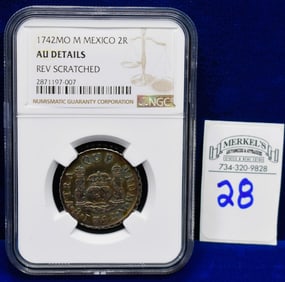 1742MO M MEXICO 2R
AU DETAILS
REV SCRATCHED
2871197-007
NUMISMATIC GUARANTY CORPORATION
NGC
MERKEL'S
734-320-9828
28